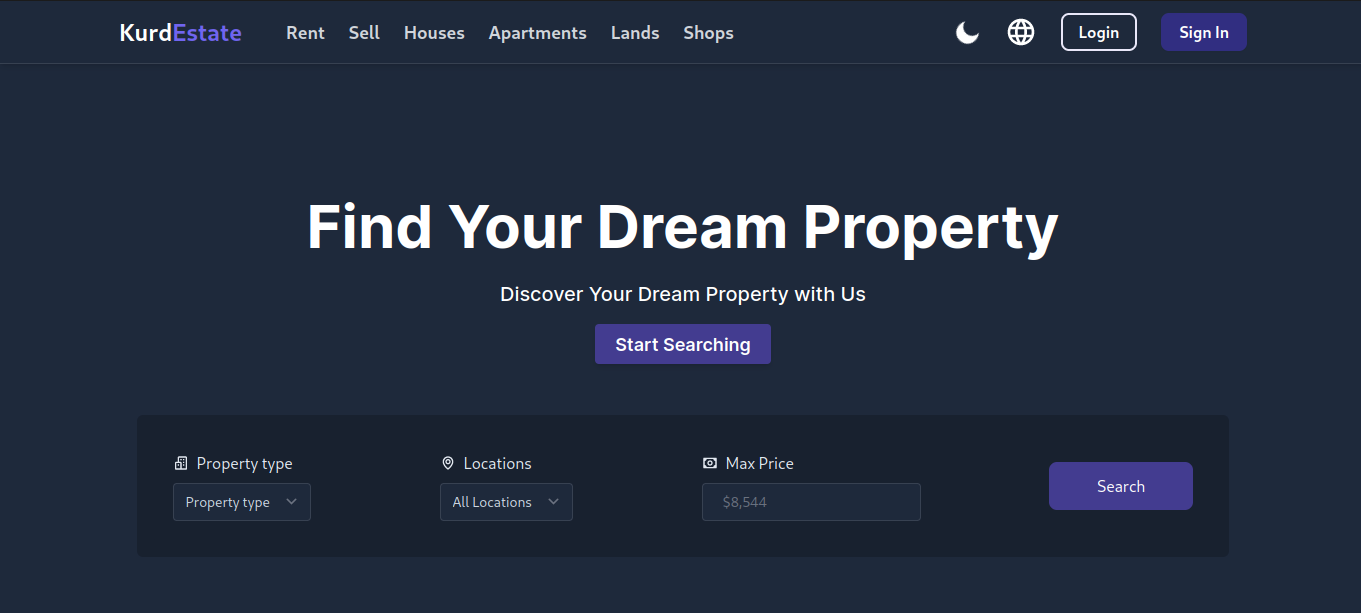 KurdEstate Rent Sell Houses Apartments Lands Shops Login Sign In
Find Your Dream Property
Discover Your Dream Property with Us
Start Searching
Property type Locations Max Price
Property type All Locations $8,544
Search